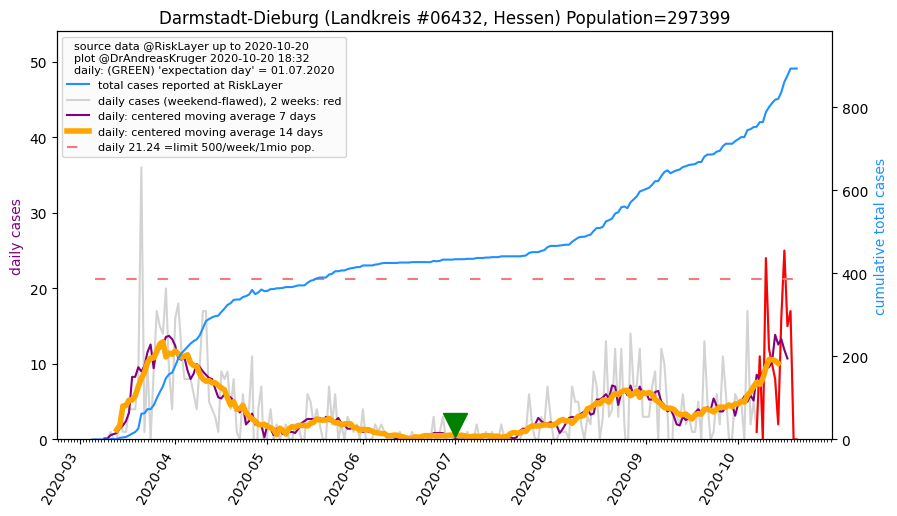 Darmstadt-Dieburg (Landkreis #06432, Hessen) Population=297399
source data @RiskLayer up to 2020-10-20
plot @DrAndreasKruger 2020-10-20 18:32
daily: (GREEN) 'expectation day' = 01.07.2020
total cases reported at RiskLayer
daily cases (weekend-flawed), 2 weeks: red
daily: centered moving average 7 days
daily: centered moving average 14 days
daily 21.24 =limit 500/week/1mio pop.
daily cases
50
40
30
20
10
0
cumulative total cases
800
600
400
200
0
2020-03
2020-04
2020-05
2020-06
2020-07
2020-08
2020-09
2020-10